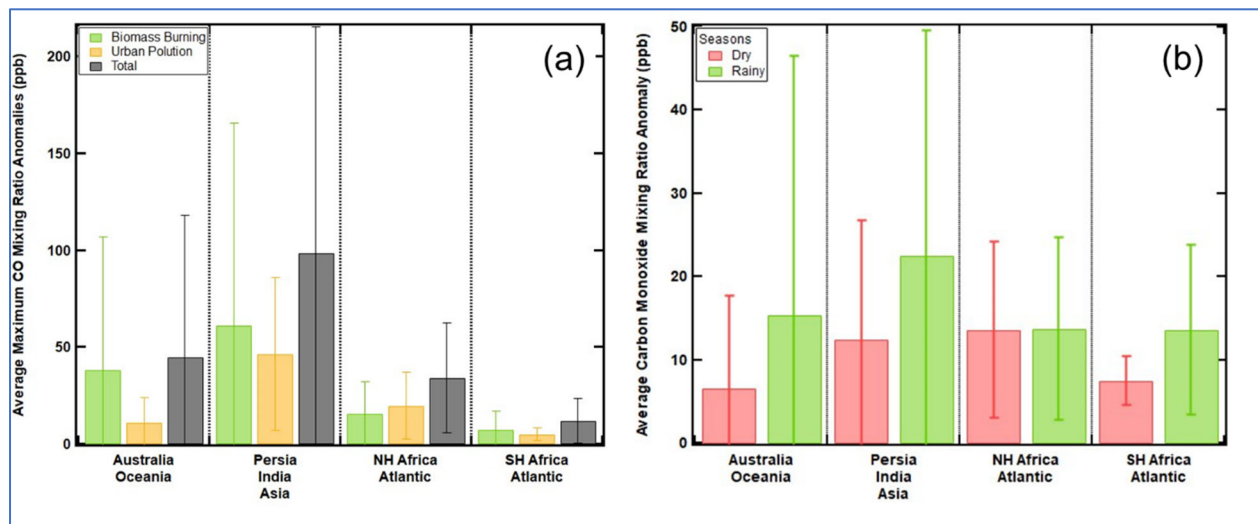 (a)
Biomass Burning
Urban Polution
Total
Average Maximum CO Mixing Ratio Anomalies (ppb)
200
150
100
50
0
Australia
Oceania
Persia
India
Asia
NH Africa
Atlantic
SH Africa
Atlantic
(b)
Seasons
Dry
Rainy
Average Carbon Monoxide Mixing Ratio Anomaly (ppb)
50
40
30
20
10
0
Australia
Oceania
Persia
India
Asia
NH Africa
Atlantic
SH Africa
Atlantic